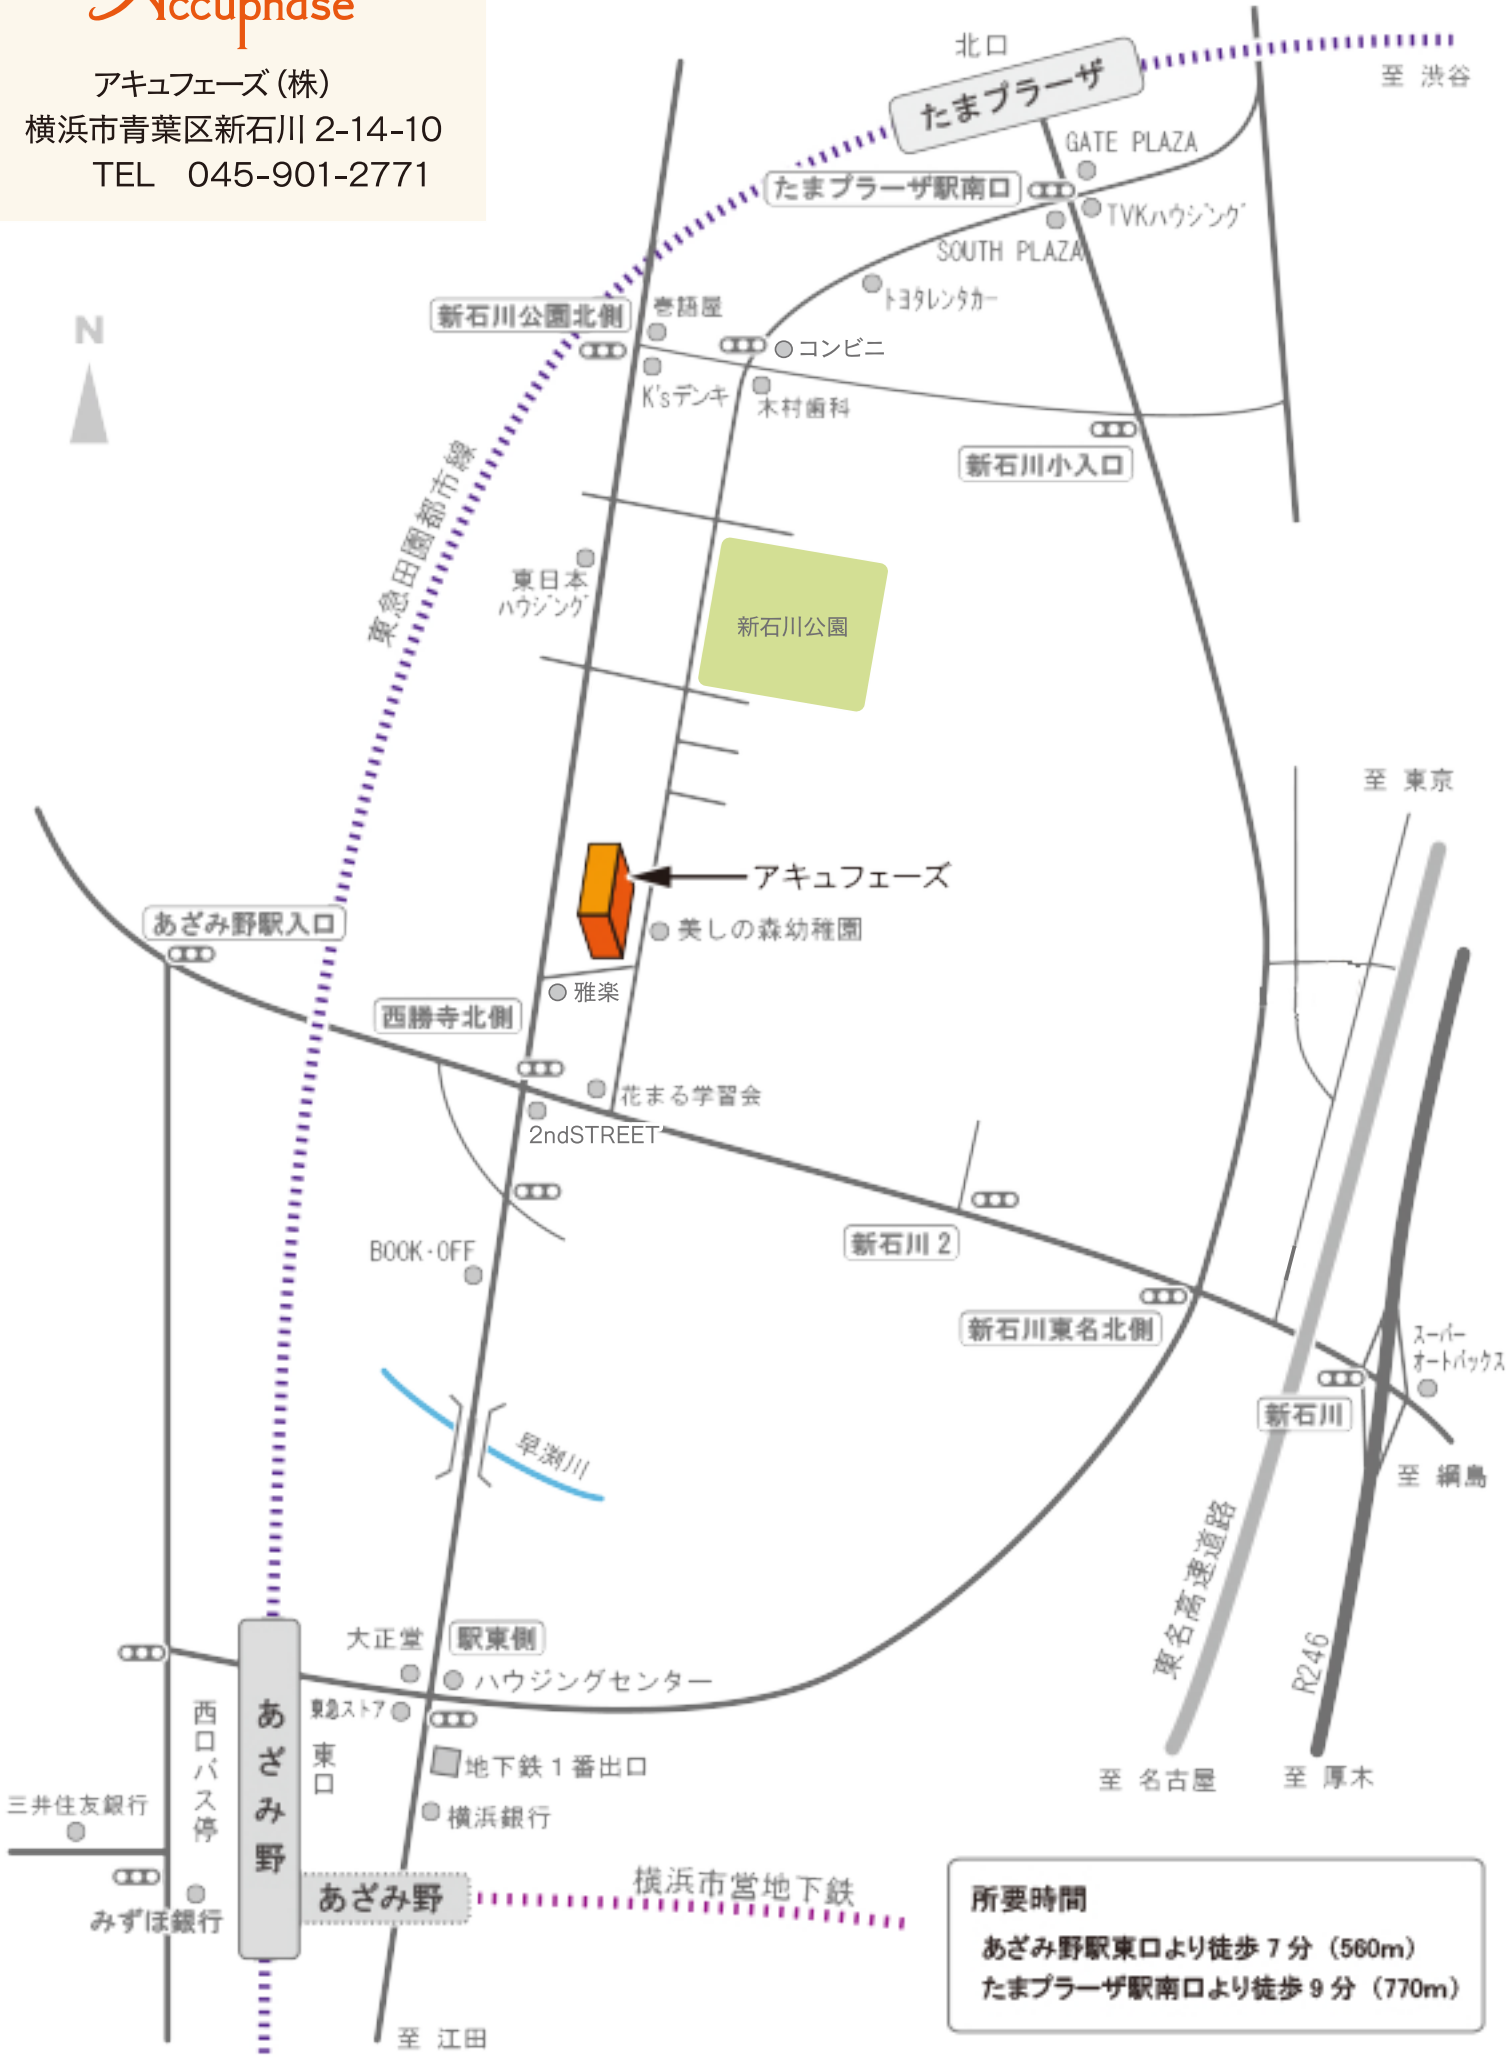 Accuphase
アキュフェーズ（株）
横浜市青葉区新石川 2-14-10
TEL 045-901-2771
北口
たまプラーザ
至 渋谷
GATE PLAZA
たまプラーザ駅南口
TVKハウジング
SOUTH PLAZA
トヨタレンタカー
新石川公園北側
壱語屋
N
コンビニ
K'sデンキ
木村歯科
新石川小入口
東急田園都市線
東日本
ハウジング
新石川公園
至 東京
アキュフェーズ
あざみ野駅入口
美しの森幼稚園
雅楽
西勝寺北側
花まる学習会
2ndSTREET
BOOK-OFF
新石川 2
新石川東名北側
スーパー
オートバックス
新石川
早渕川
至 綱島
東名高速道路
R246
大正堂
駅東側
ハウジングセンター
東急ストア
西口バス停
あざみ野
東口
地下鉄 1 番出口
至 名古屋
至 厚木
三井住友銀行
横浜銀行
みずほ銀行
あざみ野
横浜市営地下鉄
所要時間
あざみ野駅東口より徒歩 7 分（560m）
たまプラーザ駅南口より徒歩 9 分（770m）
至 江田